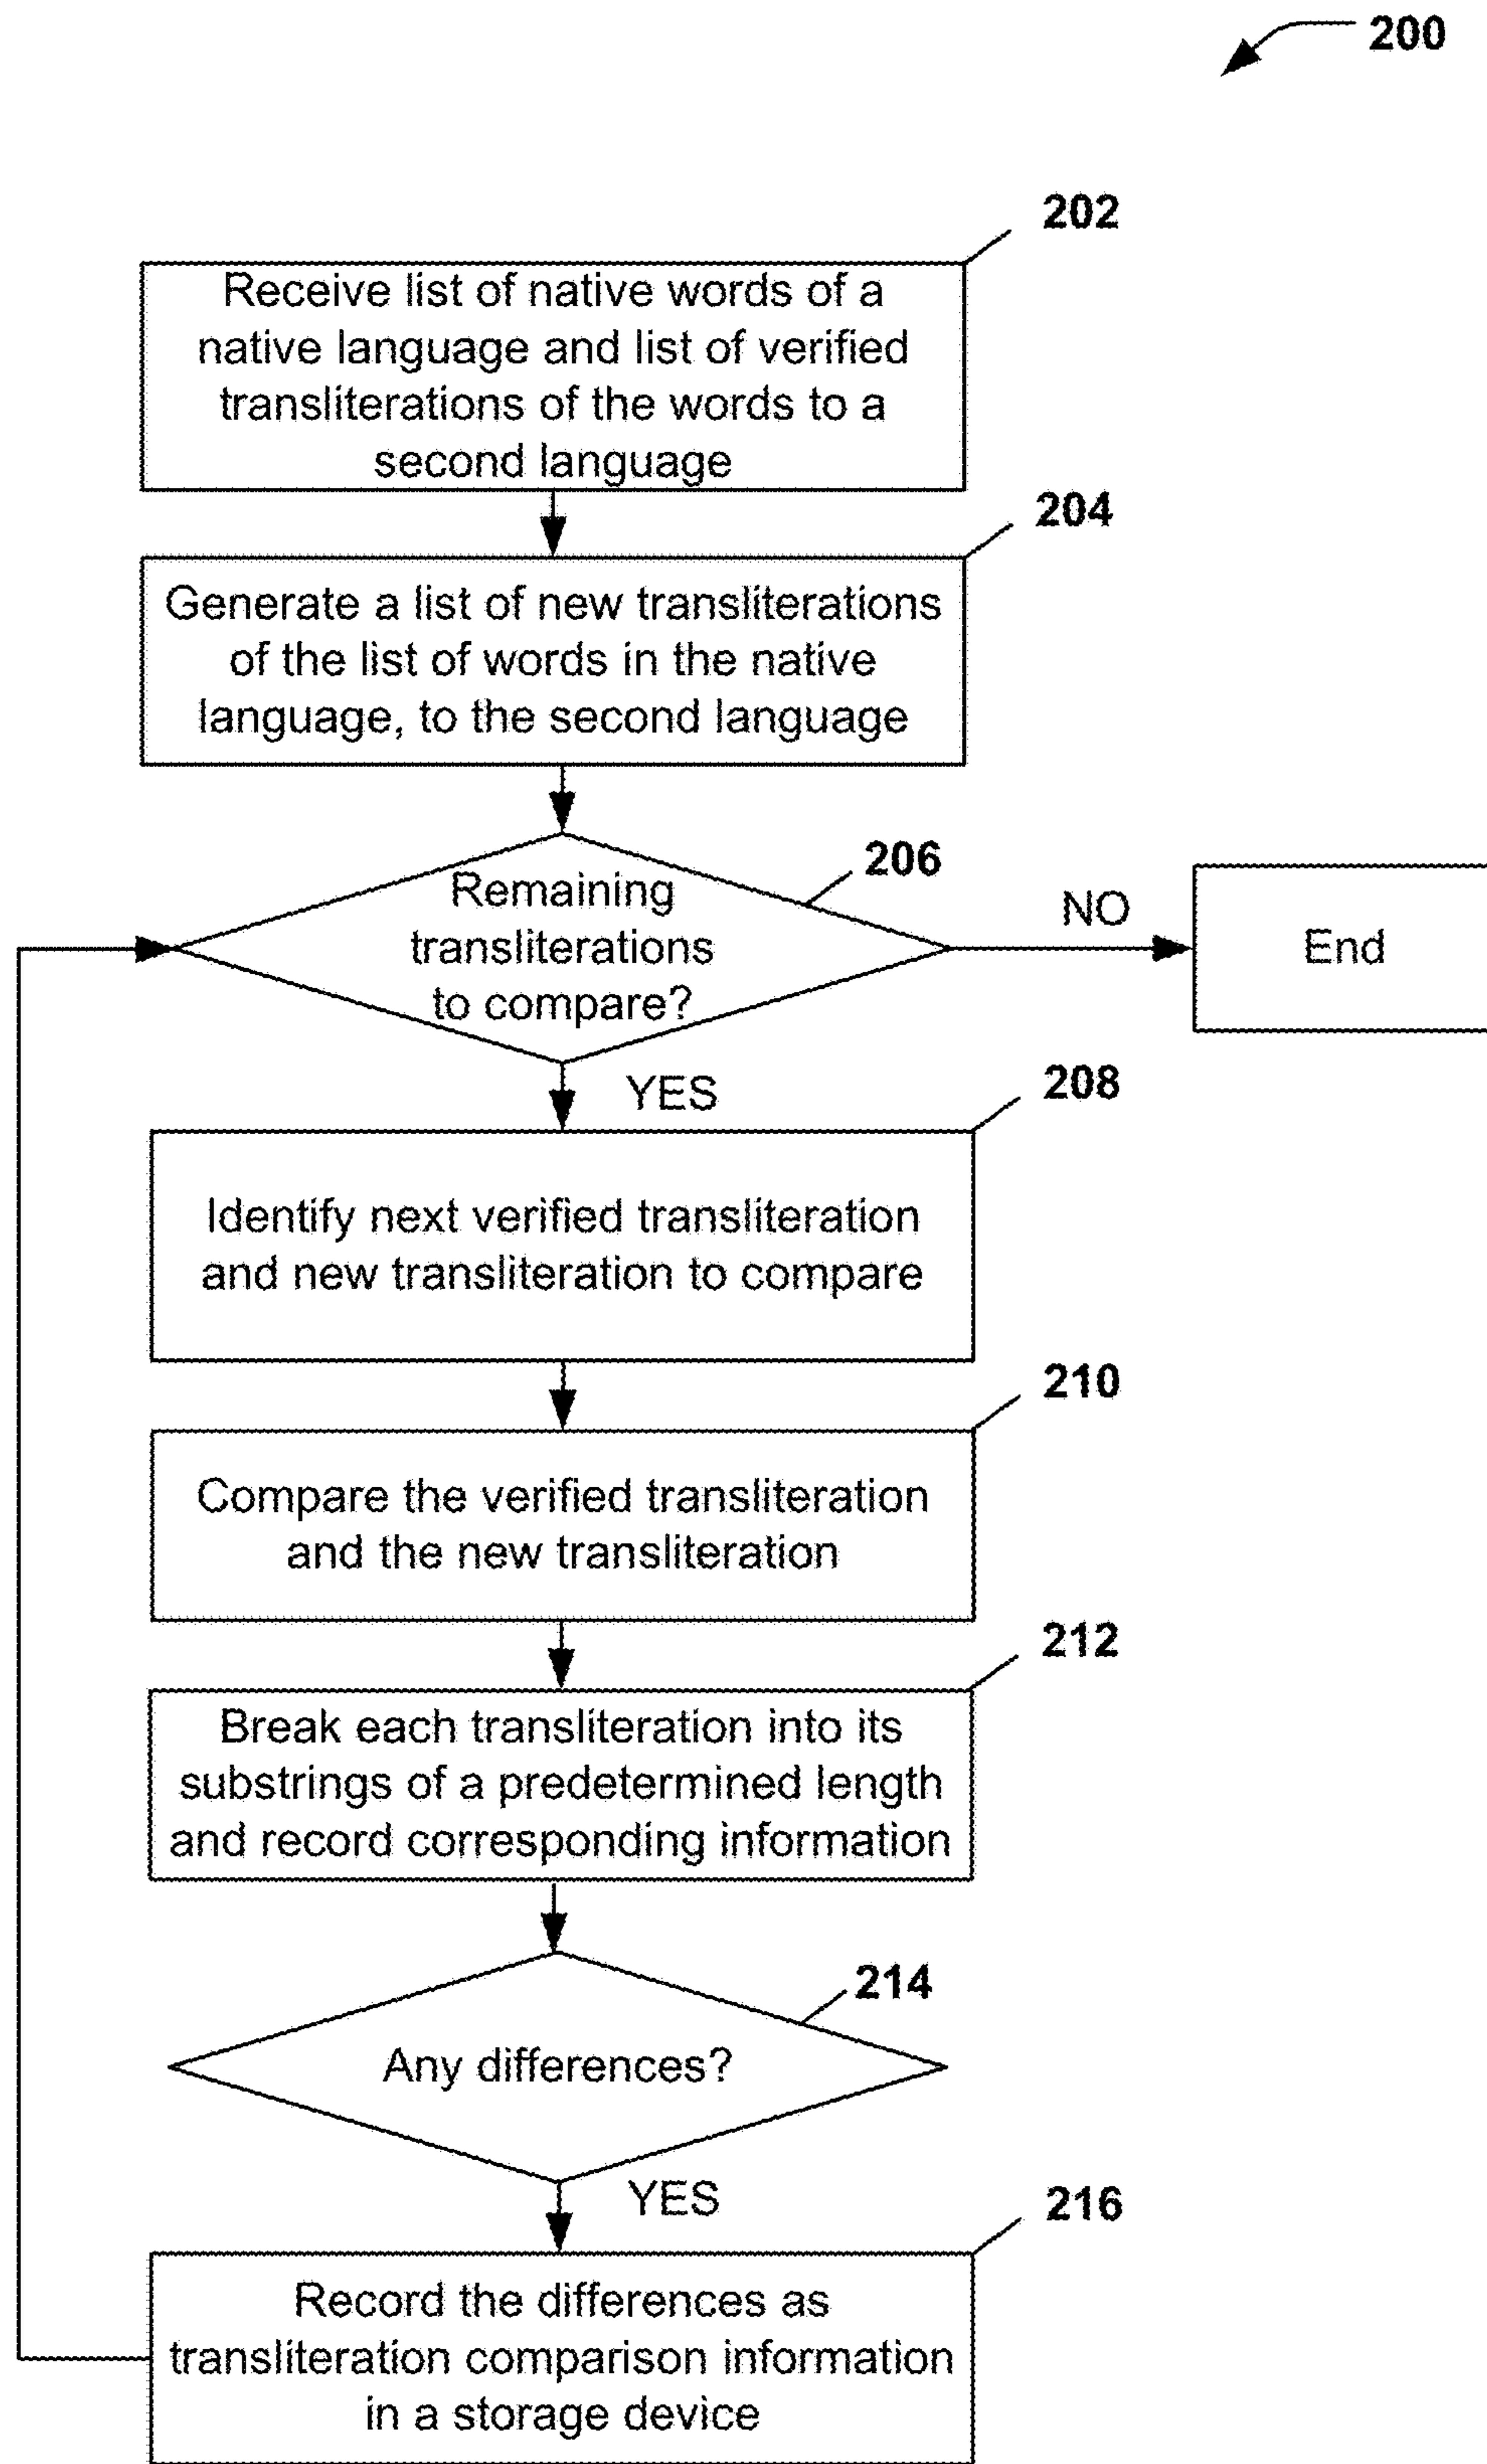 200
202
Receive list of native words of a
native language and list of verified
transliterations of the words to a
second language
204
Generate a list of new transliterations
of the list of words in the native
language, to the second language
206
Remaining
transliterations
to compare?
NO
End
YES
208
Identify next verified transliteration
and new transliteration to compare
210
Compare the verified transliteration
and the new transliteration
212
Break each transliteration into its
substrings of a predetermined length
and record corresponding information
214
Any differences?
YES
216
Record the differences as
transliteration comparison information
in a storage device